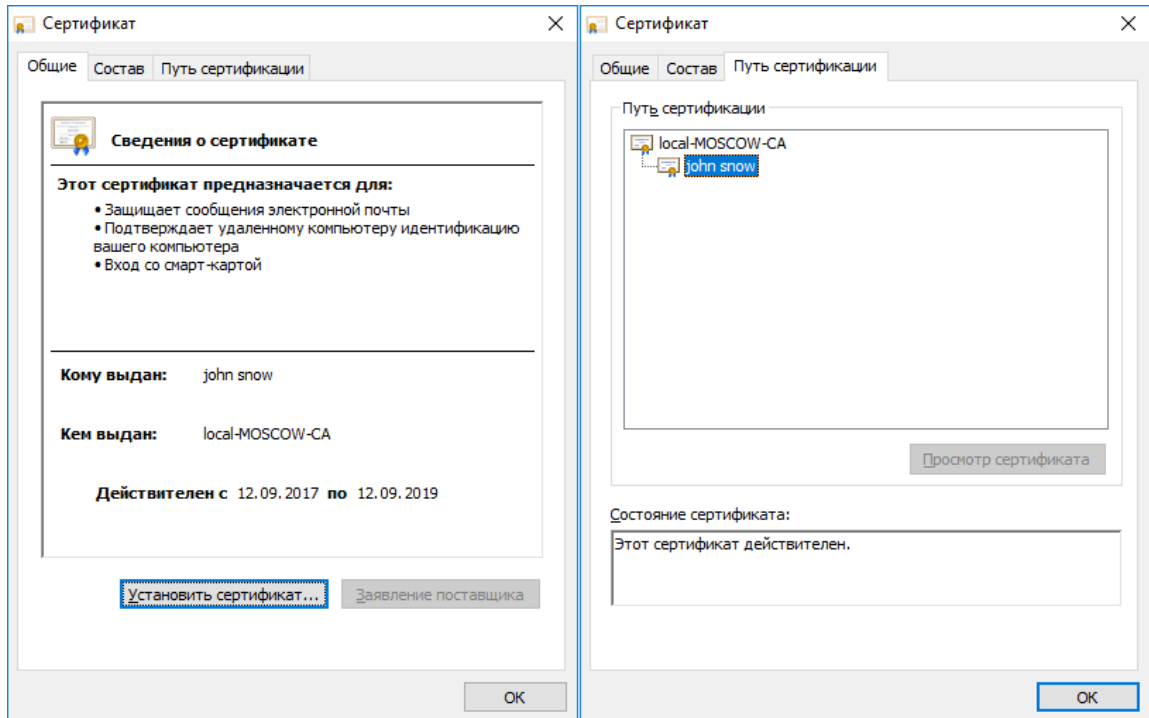 Сертификат
Общие Состав Путь сертификации
Сведения о сертификате
Этот сертификат предназначается для:
• Защищает сообщения электронной почты
• Подтверждает удаленному компьютеру идентификацию
вашего компьютера
• Вход со смарт-картой
Кому выдан: john snow
Кем выдан: local-MOSCOW-CA
Действителен с 12.09.2017 по 12.09.2019
Установить сертификат... Заявление поставщика
ОК
Сертификат
Общие Состав Путь сертификации
Путь сертификации
local-MOSCOW-CA
john snow
Просмотр сертификата
Состояние сертификата:
Этот сертификат действителен.
ОК